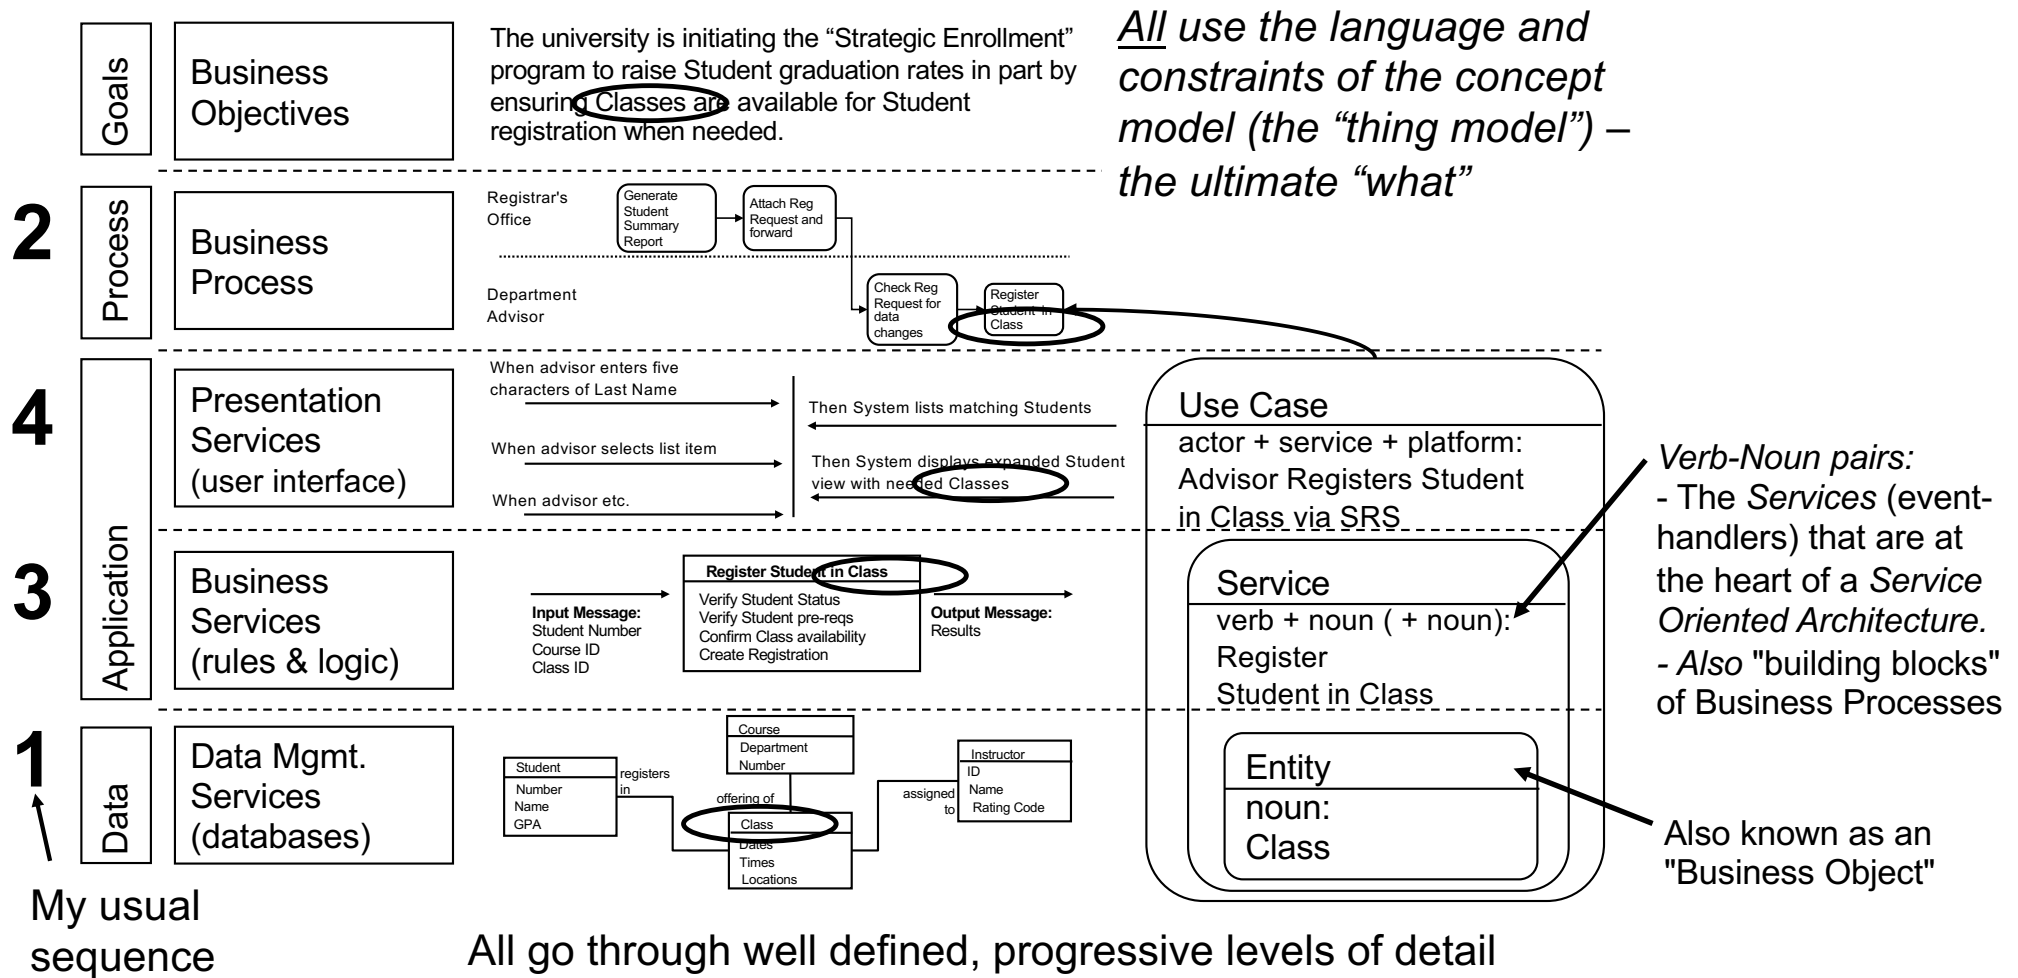 Goals
Business
Objectives
The university is initiating the “Strategic Enrollment”
program to raise Student graduation rates in part by
ensuring Classes are available for Student
registration when needed.
All use the language and
constraints of the concept
model (the “thing model”) –
the ultimate “what”
2
Process
Business
Process
Registrar's
Office
Generate
Student
Summary
Report
Attach Reg
Request and
forward
Department
Advisor
Check Reg
Request for
data
changes
Register
Student in
Class
4
Application
Presentation
Services
(user interface)
When advisor enters five
characters of Last Name
Then System lists matching Students
When advisor selects list item
Then System displays expanded Student
view with needed Classes
When advisor etc.
Use Case
actor + service + platform:
Advisor Registers Student
in Class via SRS
Verb-Noun pairs:
- The Services (event-
handlers) that are at
the heart of a Service
Oriented Architecture.
- Also "building blocks"
of Business Processes
3
Business
Services
(rules & logic)
Input Message:
Student Number
Course ID
Class ID
Register Student in Class
Verify Student Status
Verify Student pre-reqs
Confirm Class availability
Create Registration
Output Message:
Results
Service
verb + noun ( + noun):
Register
Student in Class
1
Data
Data Mgmt.
Services
(databases)
Student
Number
Name
GPA
registers
in
Course
Department
Number
offering of
Class
Dates
Times
Locations
assigned
to
Instructor
ID
Name
Rating Code
Entity
noun:
Class
Also known as an
"Business Object"
My usual
sequence
All go through well defined, progressive levels of detail